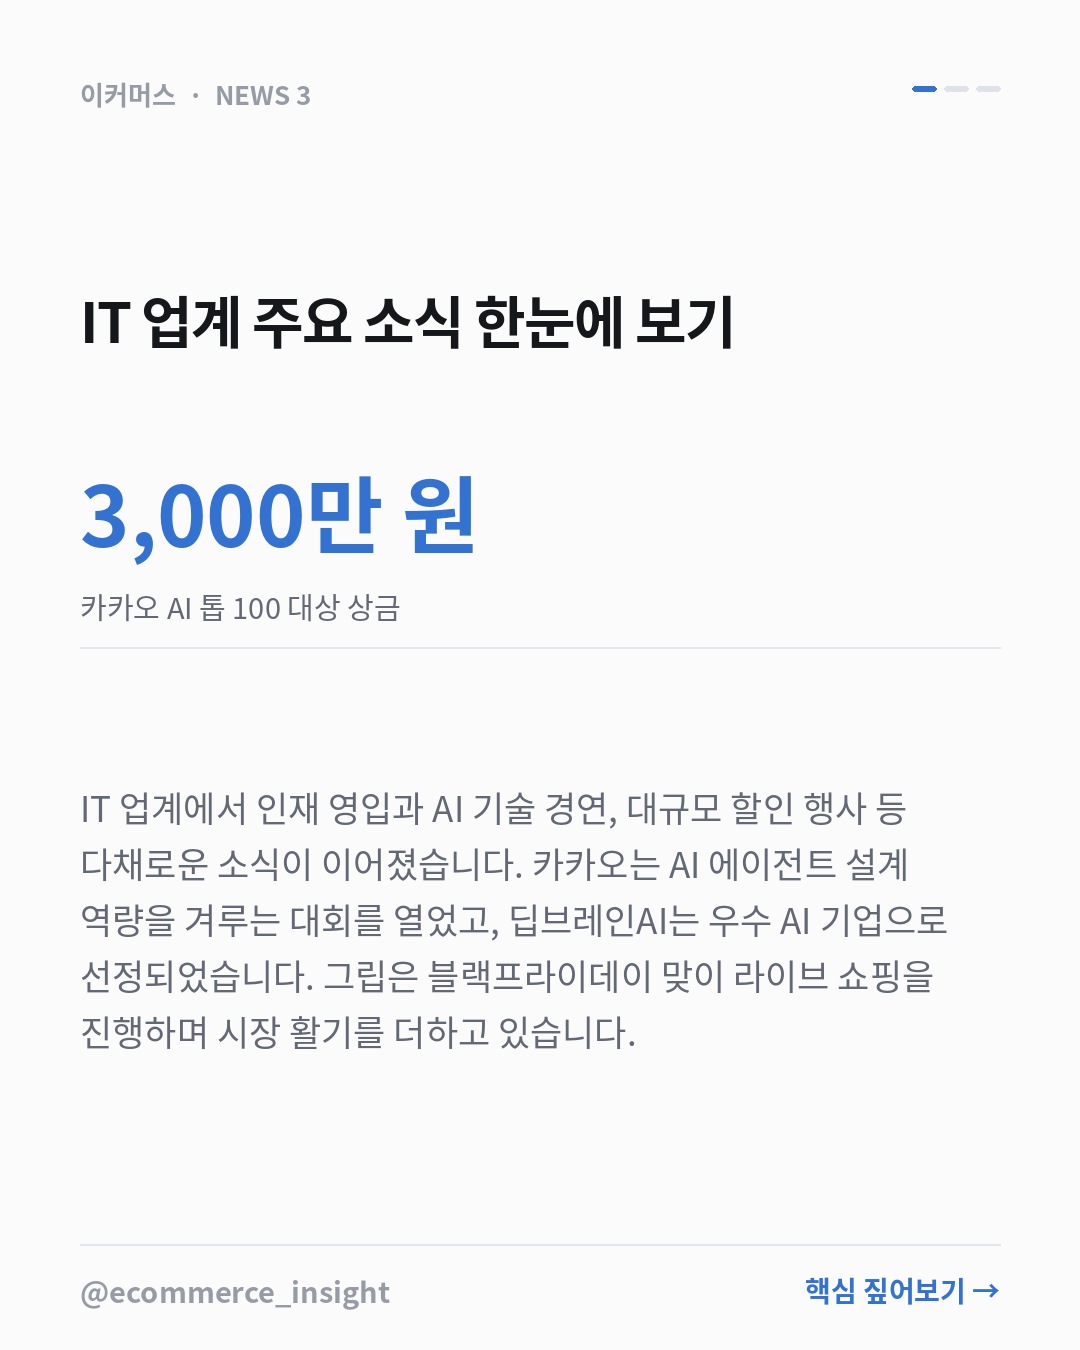 이커머스 · NEWS 3
IT 업계 주요 소식 한눈에 보기
3,000만 원
카카오 AI 톱 100 대상 상금
IT 업계에서 인재 영입과 AI 기술 경연, 대규모 할인 행사 등
다채로운 소식이 이어졌습니다. 카카오는 AI 에이전트 설계
역량을 겨루는 대회를 열었고, 딥브레인AI는 우수 AI 기업으로
선정되었습니다. 그립은 블랙프라이데이 맞이 라이브 쇼핑을
진행하며 시장 활기를 더하고 있습니다.
@ecommerce_insight
핵심 짚어보기 →